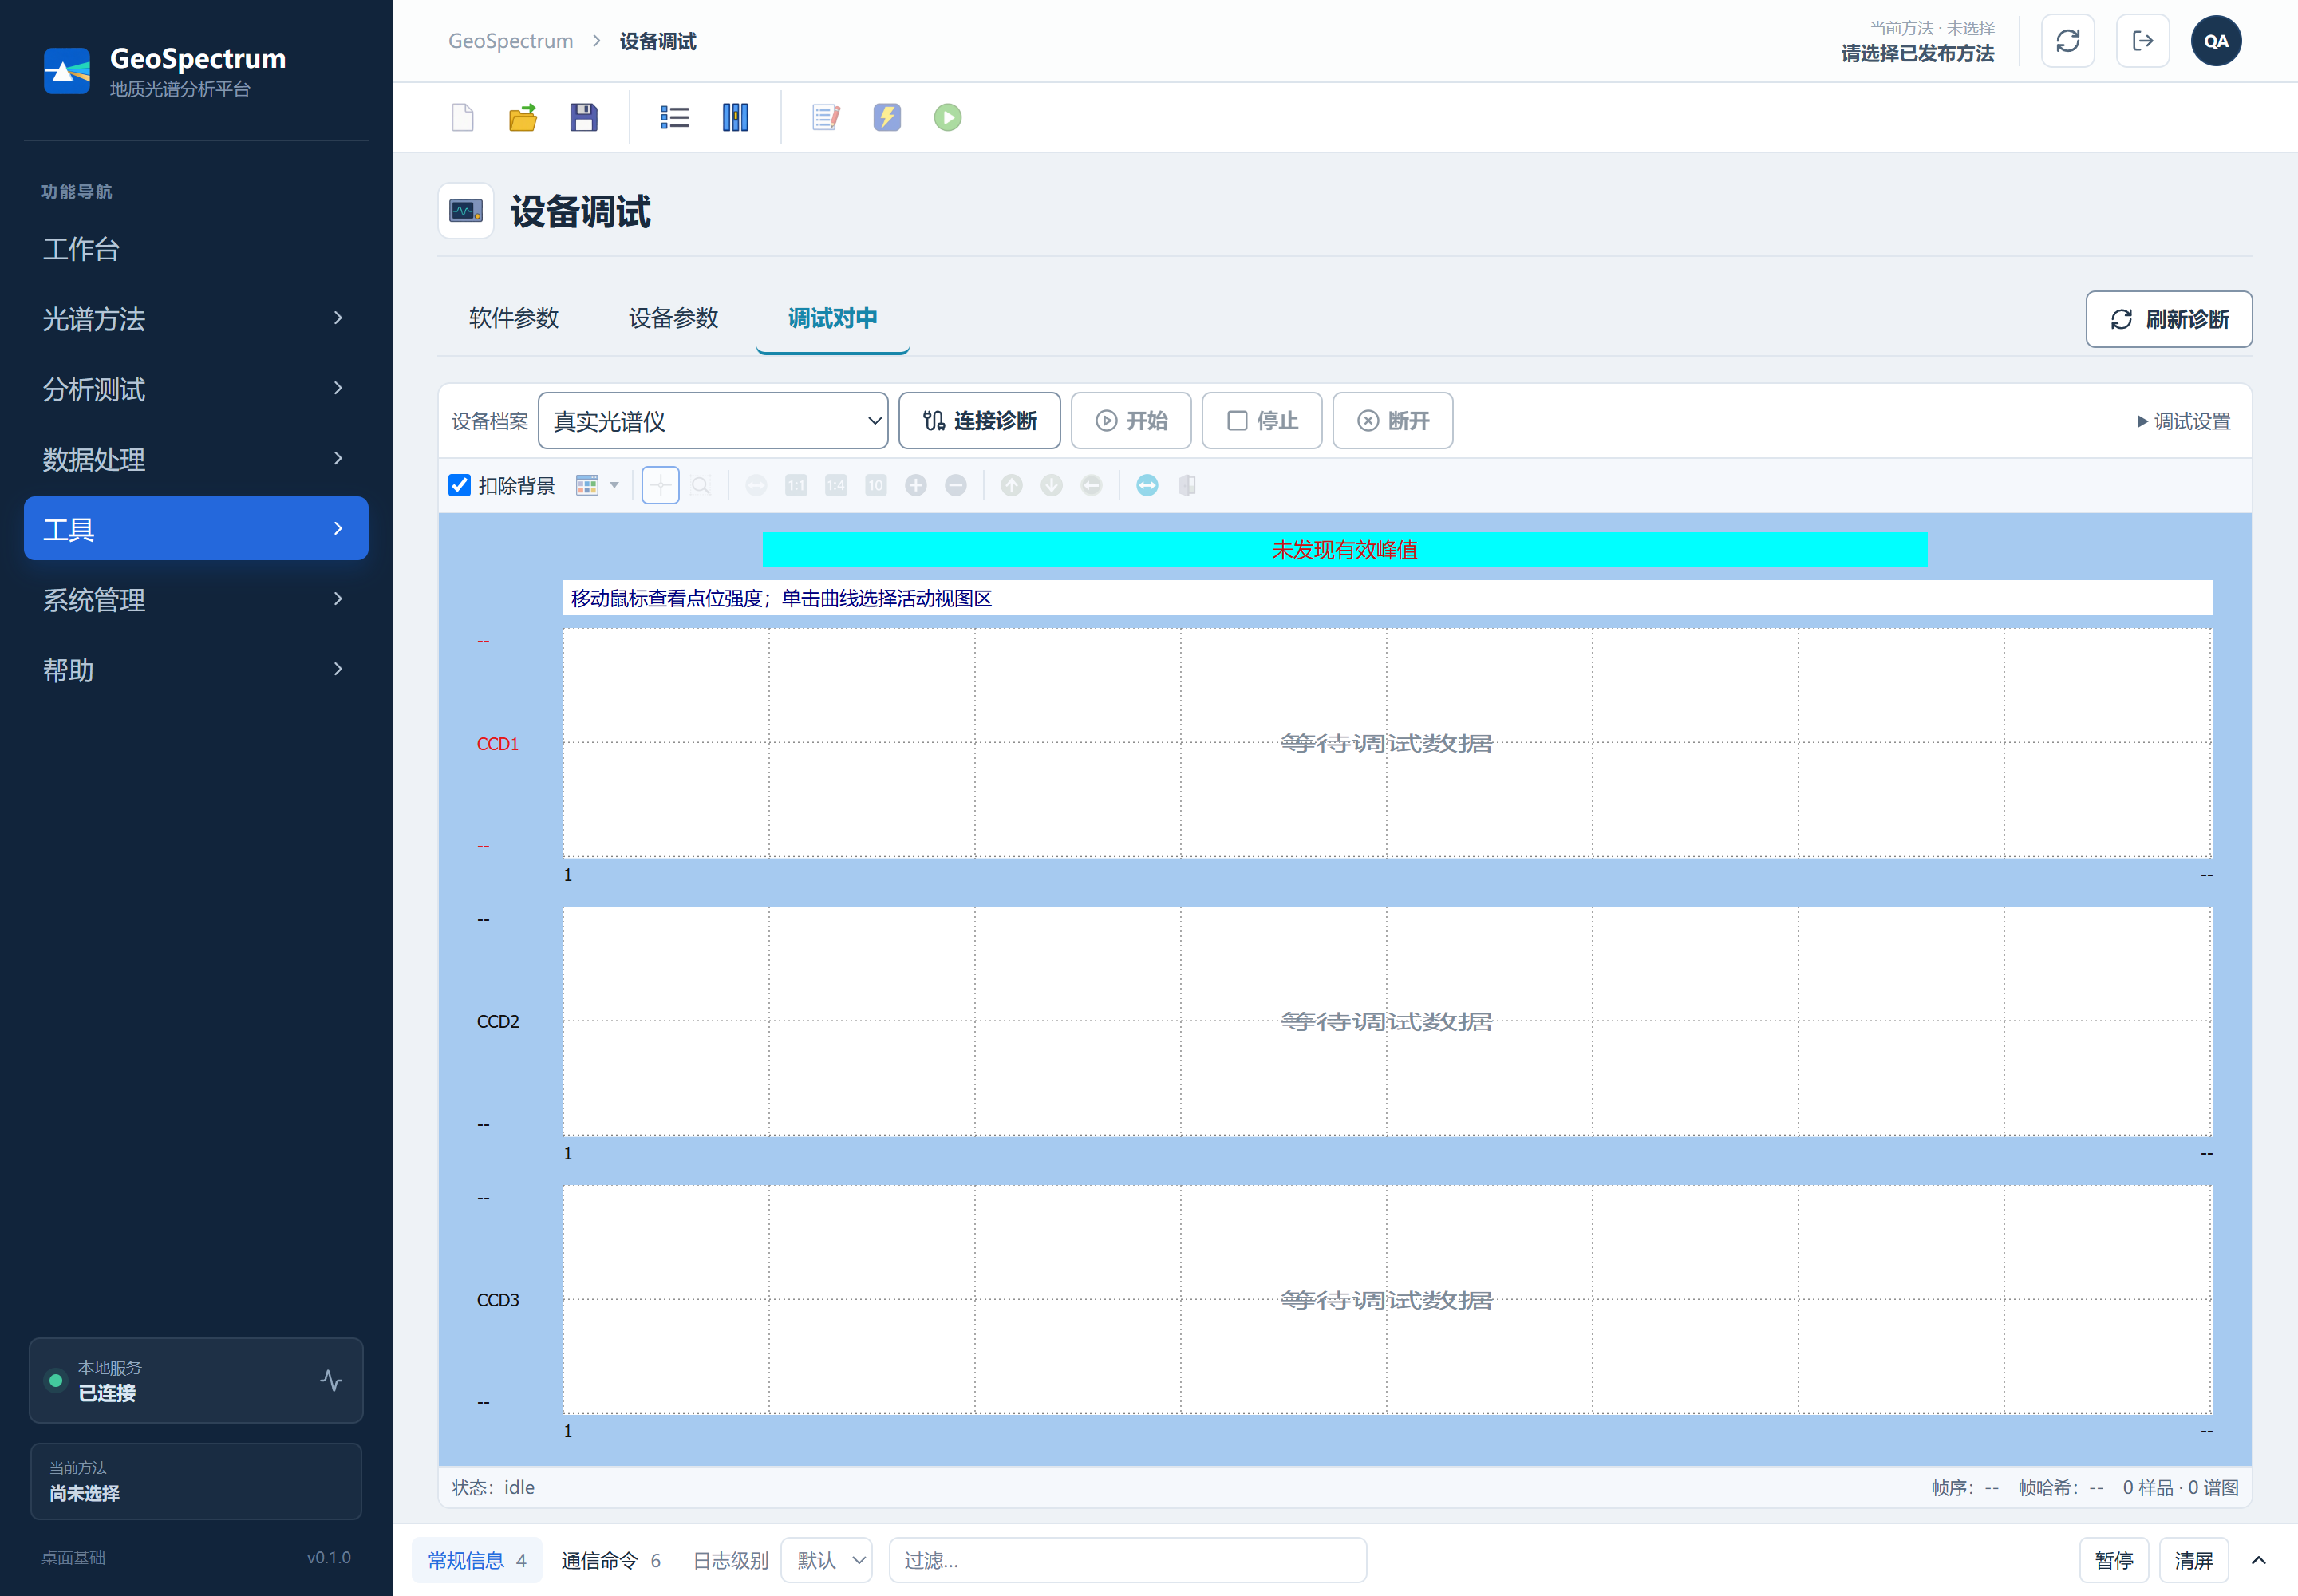 GeoSpectrum
地质光谱分析平台
功能导航
工作台
光谱方法
分析测试
数据处理
工具
系统管理
帮助
本地服务
已连接
当前方法
尚未选择
桌面基础 v0.1.0
GeoSpectrum > 设备调试
当前方法 · 未选择
请选择已发布方法
QA
设备调试
软件参数 设备参数 调试对中 刷新诊断
设备档案 真实光谱仪 连接诊断 开始 停止 断开 调试设置
扣除背景 1:1 1:4 10
未发现有效峰值
移动鼠标查看点位强度；单击曲线选择活动视图区
--
CCD1 等待调试数据
--
1 --
--
CCD2 等待调试数据
--
1 --
--
CCD3 等待调试数据
--
1 --
状态：idle 帧序：-- 帧哈希：-- 0 样品 · 0 谱图
常规信息 4 通信命令 6 日志级别 默认 过滤... 暂停 清屏